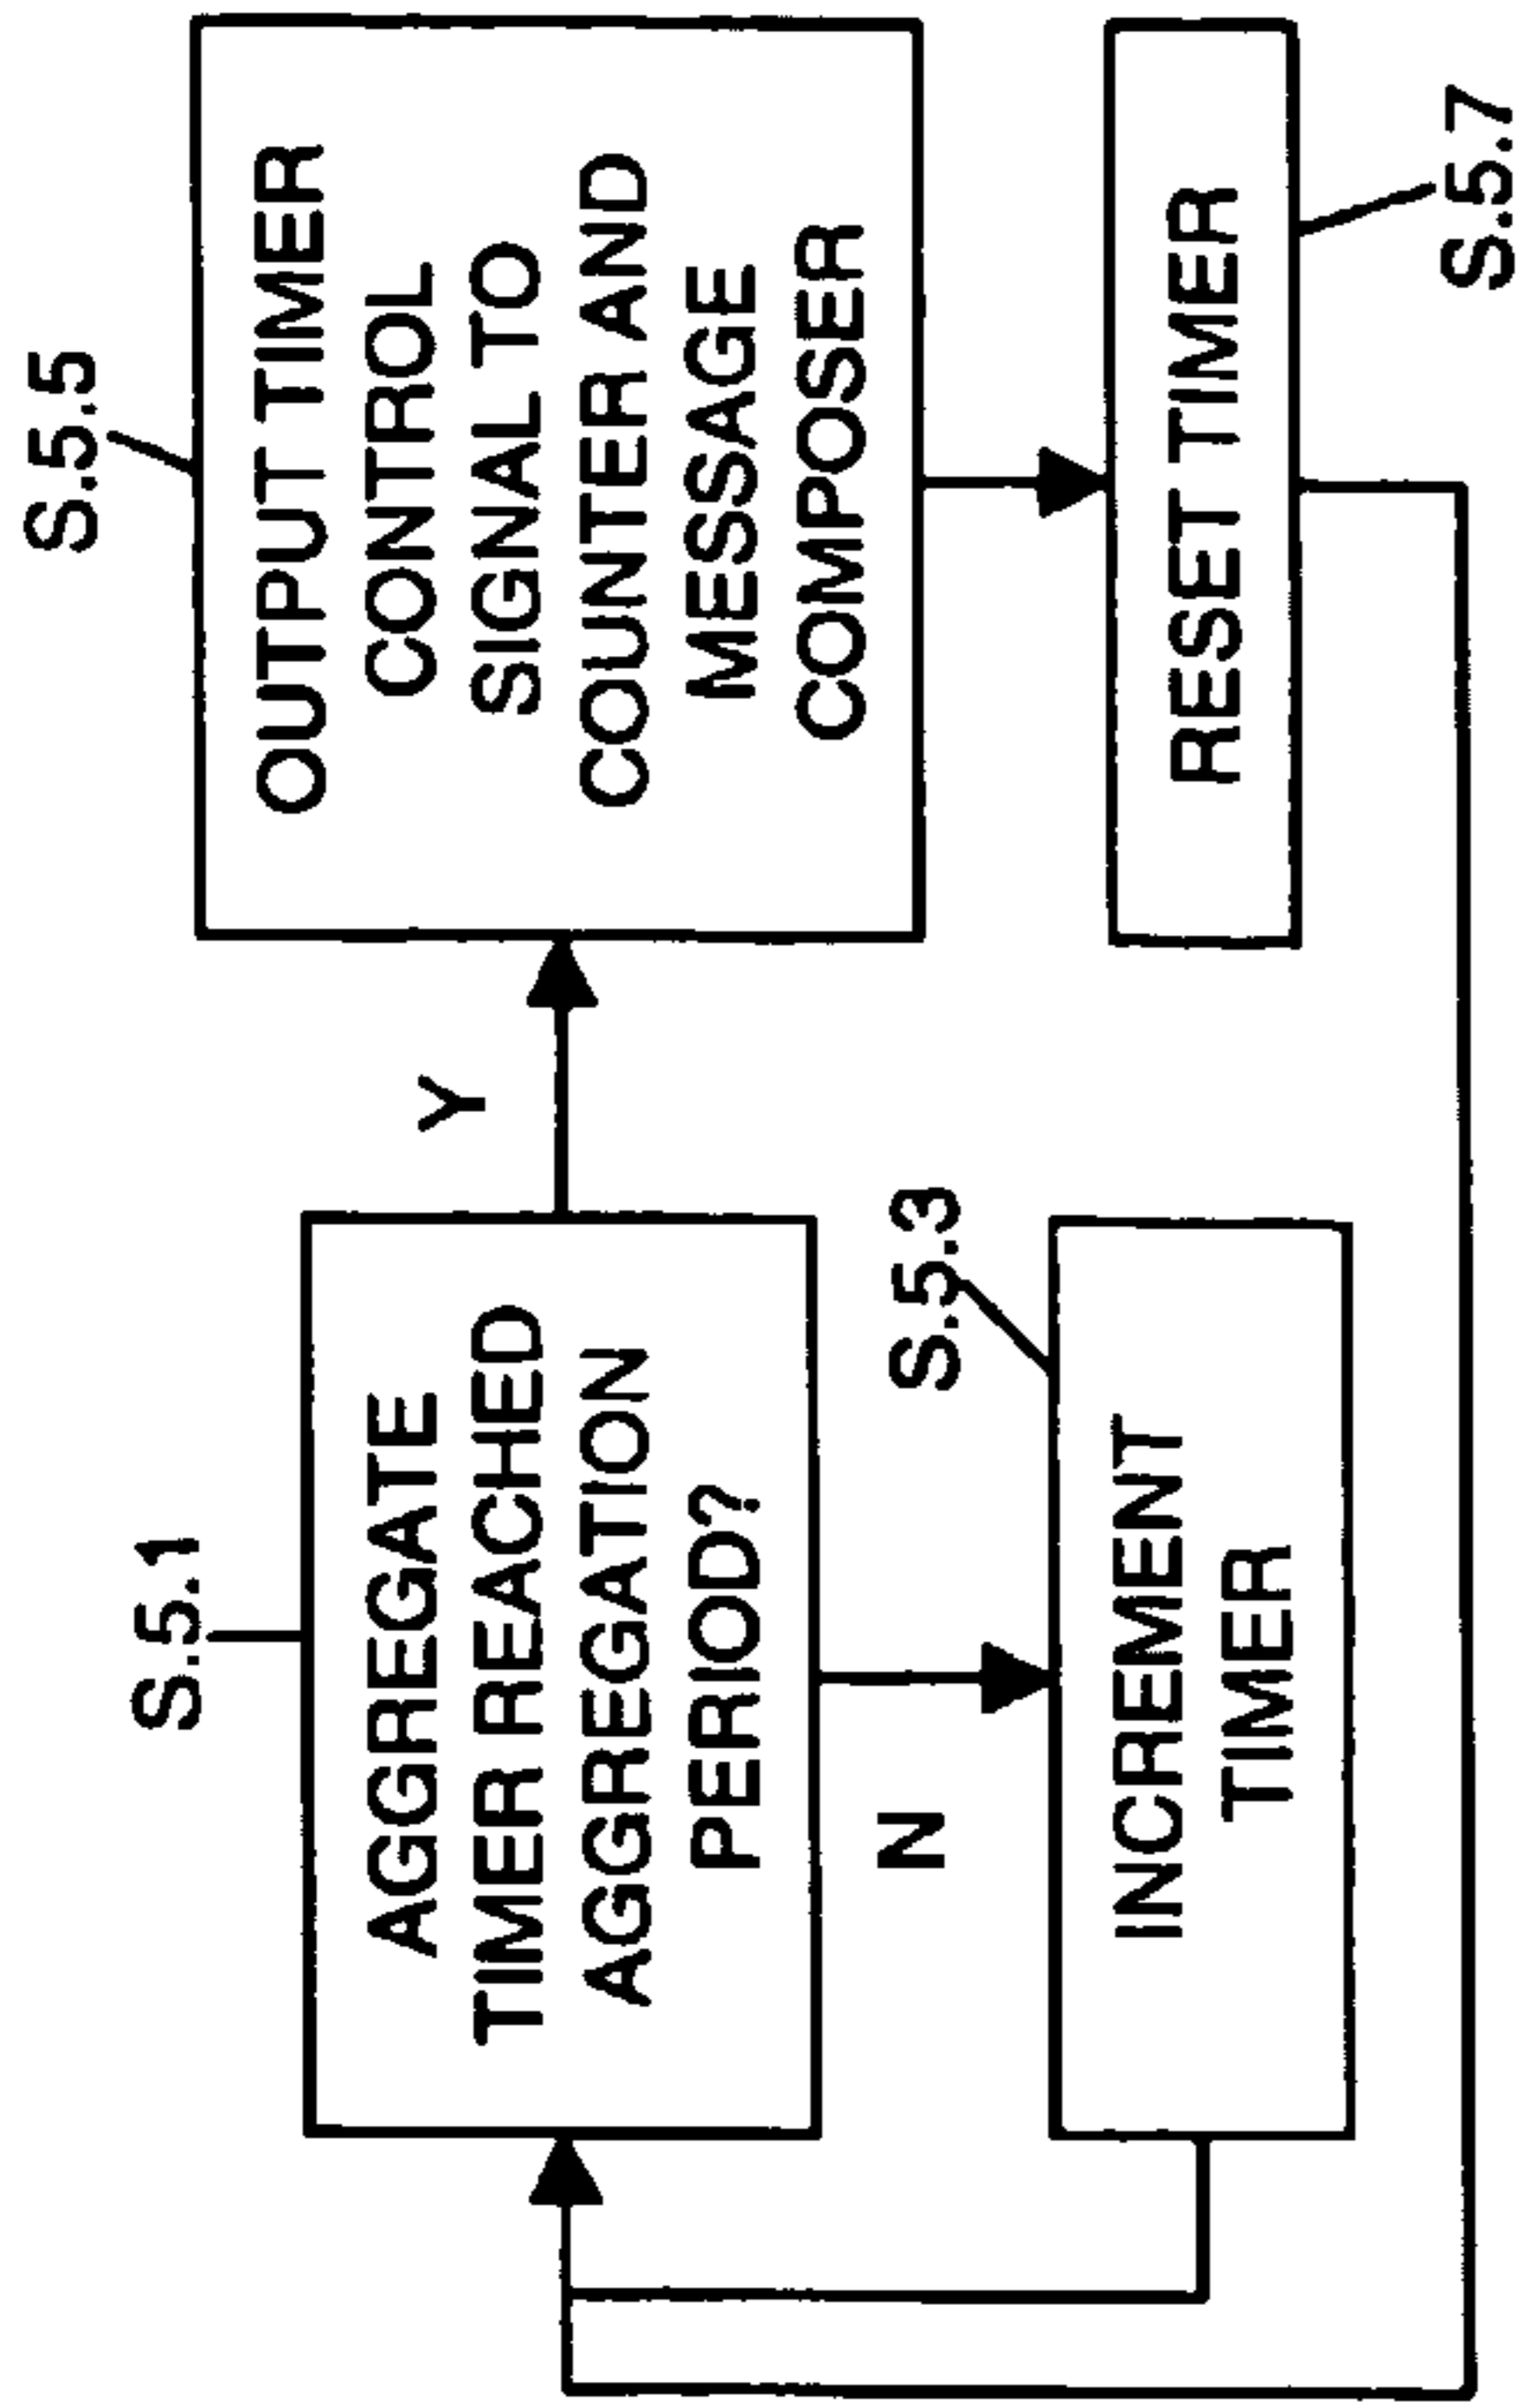 S.5.1
AGGREGATE
TIMER REACHED
AGGREGATION
PERIOD?
Y
N
S.5.3
INCREMENT
TIMER
S.5.5
OUTPUT TIMER
CONTROL
SIGNAL TO
COUNTER AND
MESSAGE
COMPOSER
RESET TIMER
S.5.7